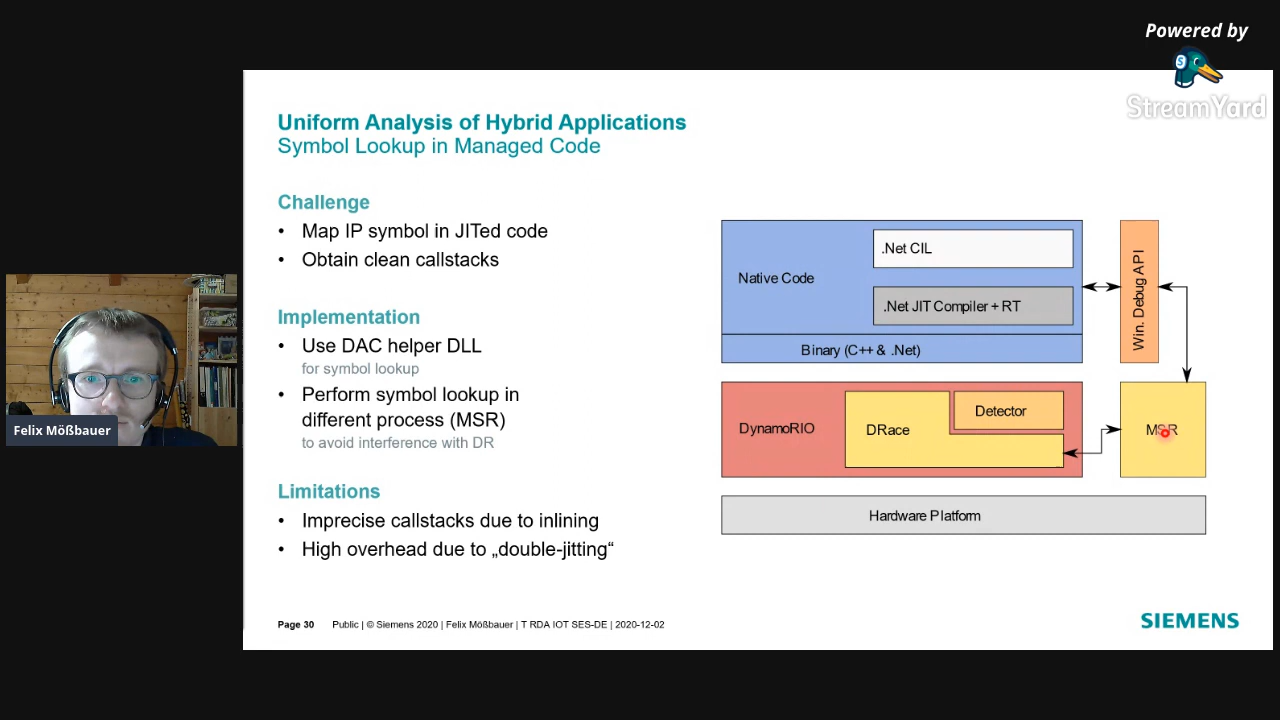 Powered by
StreamYard
Uniform Analysis of Hybrid Applications
Symbol Lookup in Managed Code
Challenge
• Map IP symbol in JITed code
• Obtain clean callstacks
Implementation
• Use DAC helper DLL
for symbol lookup
• Perform symbol lookup in
different process (MSR)
to avoid interference with DR
Limitations
• Imprecise callstacks due to inlining
• High overhead due to „double-jitting“
Native Code
.Net CIL
.Net JIT Compiler + RT
Binary (C++ & .Net)
Win. Debug API
DynamoRIO
DRace
Detector
MSR
Hardware Platform
Felix Mößbauer
Page 30 Public | © Siemens 2020 | Felix Mößbauer | T RDA IOT SES-DE | 2020-12-02
SIEMENS